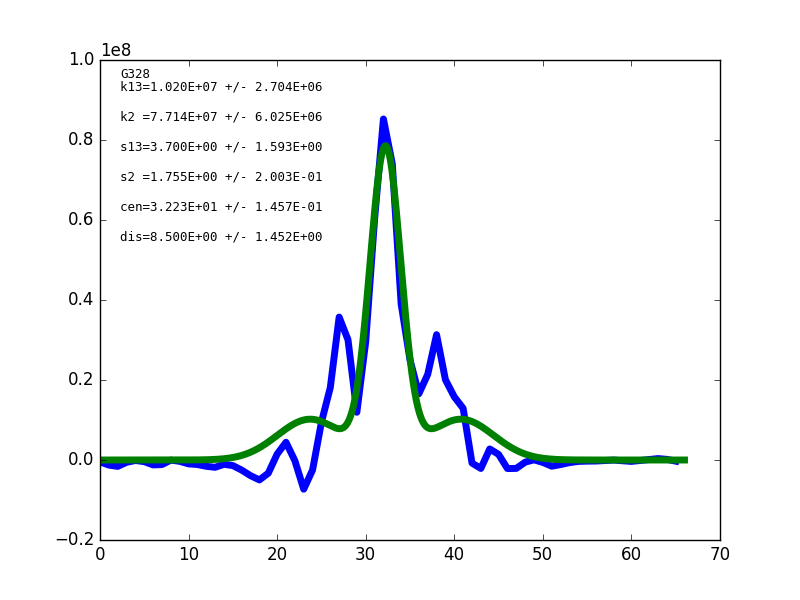 1e8
G328
k13=1.020E+07 +/- 2.704E+06
k2 =7.714E+07 +/- 6.025E+06
s13=3.700E+00 +/- 1.593E+00
s2 =1.755E+00 +/- 2.003E-01
cen=3.223E+01 +/- 1.457E-01
dis=8.500E+00 +/- 1.452E+00
1.0
0.8
0.6
0.4
0.2
0.0
−0.2
0 10 20 30 40 50 60 70